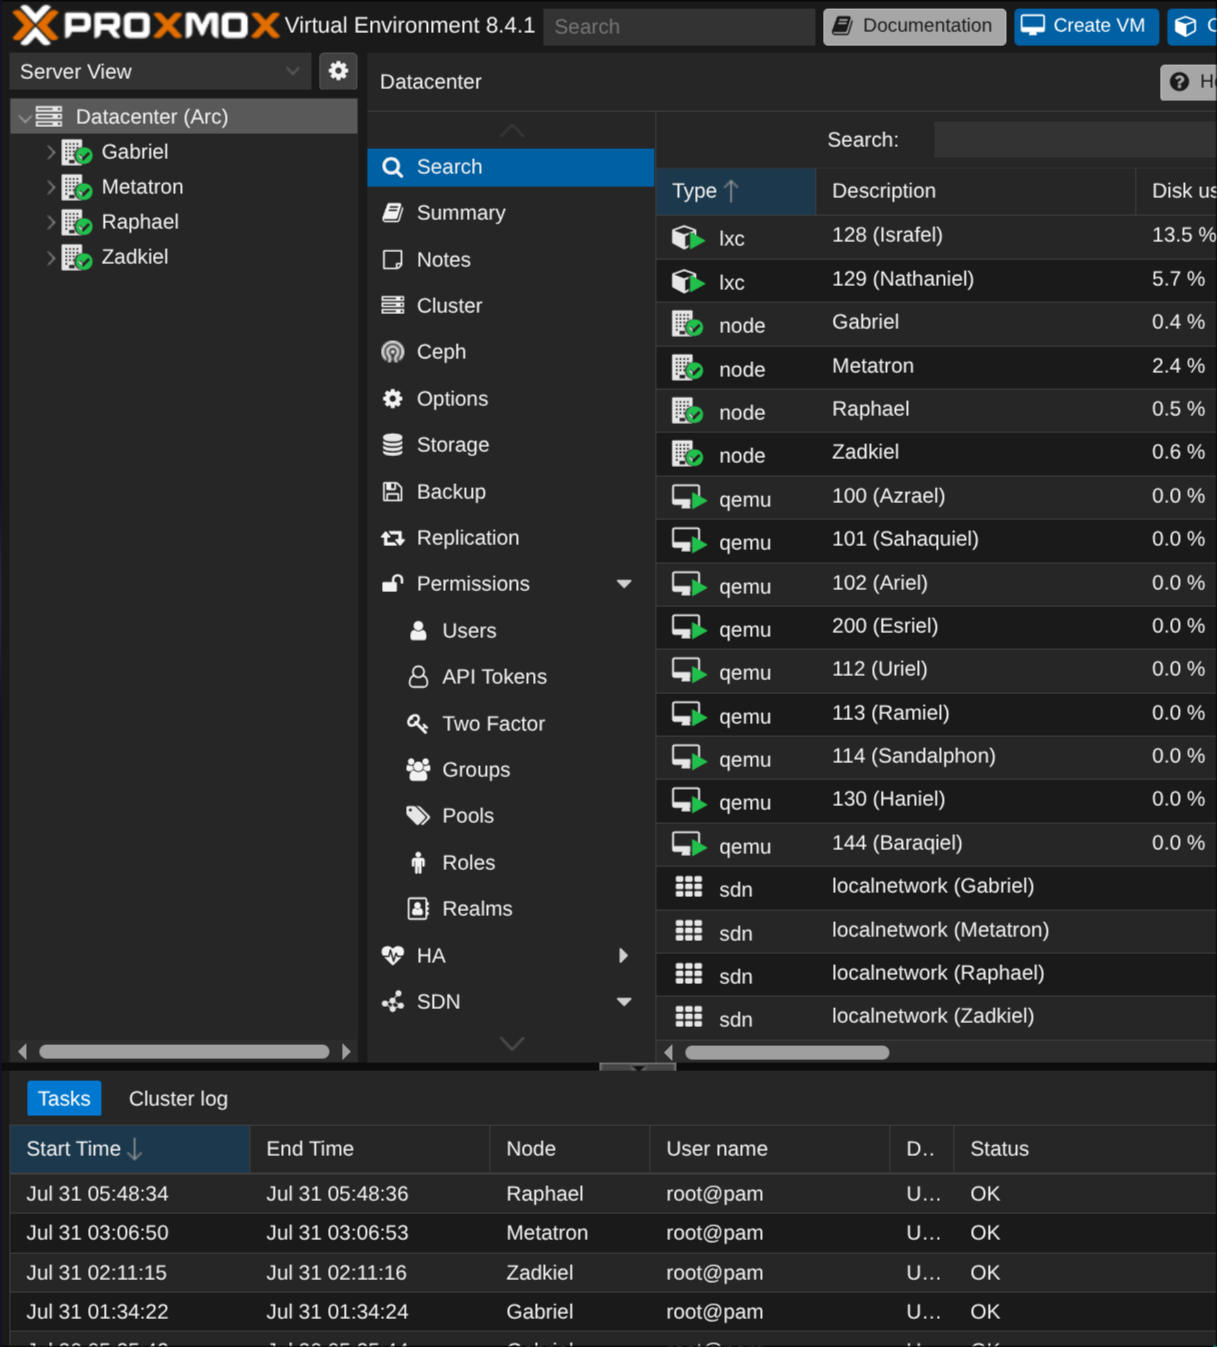 PROXMOX Virtual Environment 8.4.1 Search Documentation Create VM
Server View
Datacenter (Arc)
Gabriel
Metatron
Raphael
Zadkiel
Datacenter
Search
Summary
Notes
Cluster
Ceph
Options
Storage
Backup
Replication
Permissions
Users
API Tokens
Two Factor
Groups
Pools
Roles
Realms
HA
SDN
Search:
Type Description Disk us
lxc 128 (Israfel) 13.5 %
lxc 129 (Nathaniel) 5.7 %
node Gabriel 0.4 %
node Metatron 2.4 %
node Raphael 0.5 %
node Zadkiel 0.6 %
qemu 100 (Azrael) 0.0 %
qemu 101 (Sahaquiel) 0.0 %
qemu 102 (Ariel) 0.0 %
qemu 200 (Esriel) 0.0 %
qemu 112 (Uriel) 0.0 %
qemu 113 (Ramiel) 0.0 %
qemu 114 (Sandalphon) 0.0 %
qemu 130 (Haniel) 0.0 %
qemu 144 (Baraqiel) 0.0 %
sdn localnetwork (Gabriel)
sdn localnetwork (Metatron)
sdn localnetwork (Raphael)
sdn localnetwork (Zadkiel)
Tasks Cluster log
Start Time End Time Node User name D.. Status
Jul 31 05:48:34 Jul 31 05:48:36 Raphael root@pam U... OK
Jul 31 03:06:50 Jul 31 03:06:53 Metatron root@pam U... OK
Jul 31 02:11:15 Jul 31 02:11:16 Zadkiel root@pam U... OK
Jul 31 01:34:22 Jul 31 01:34:24 Gabriel root@pam U... OK